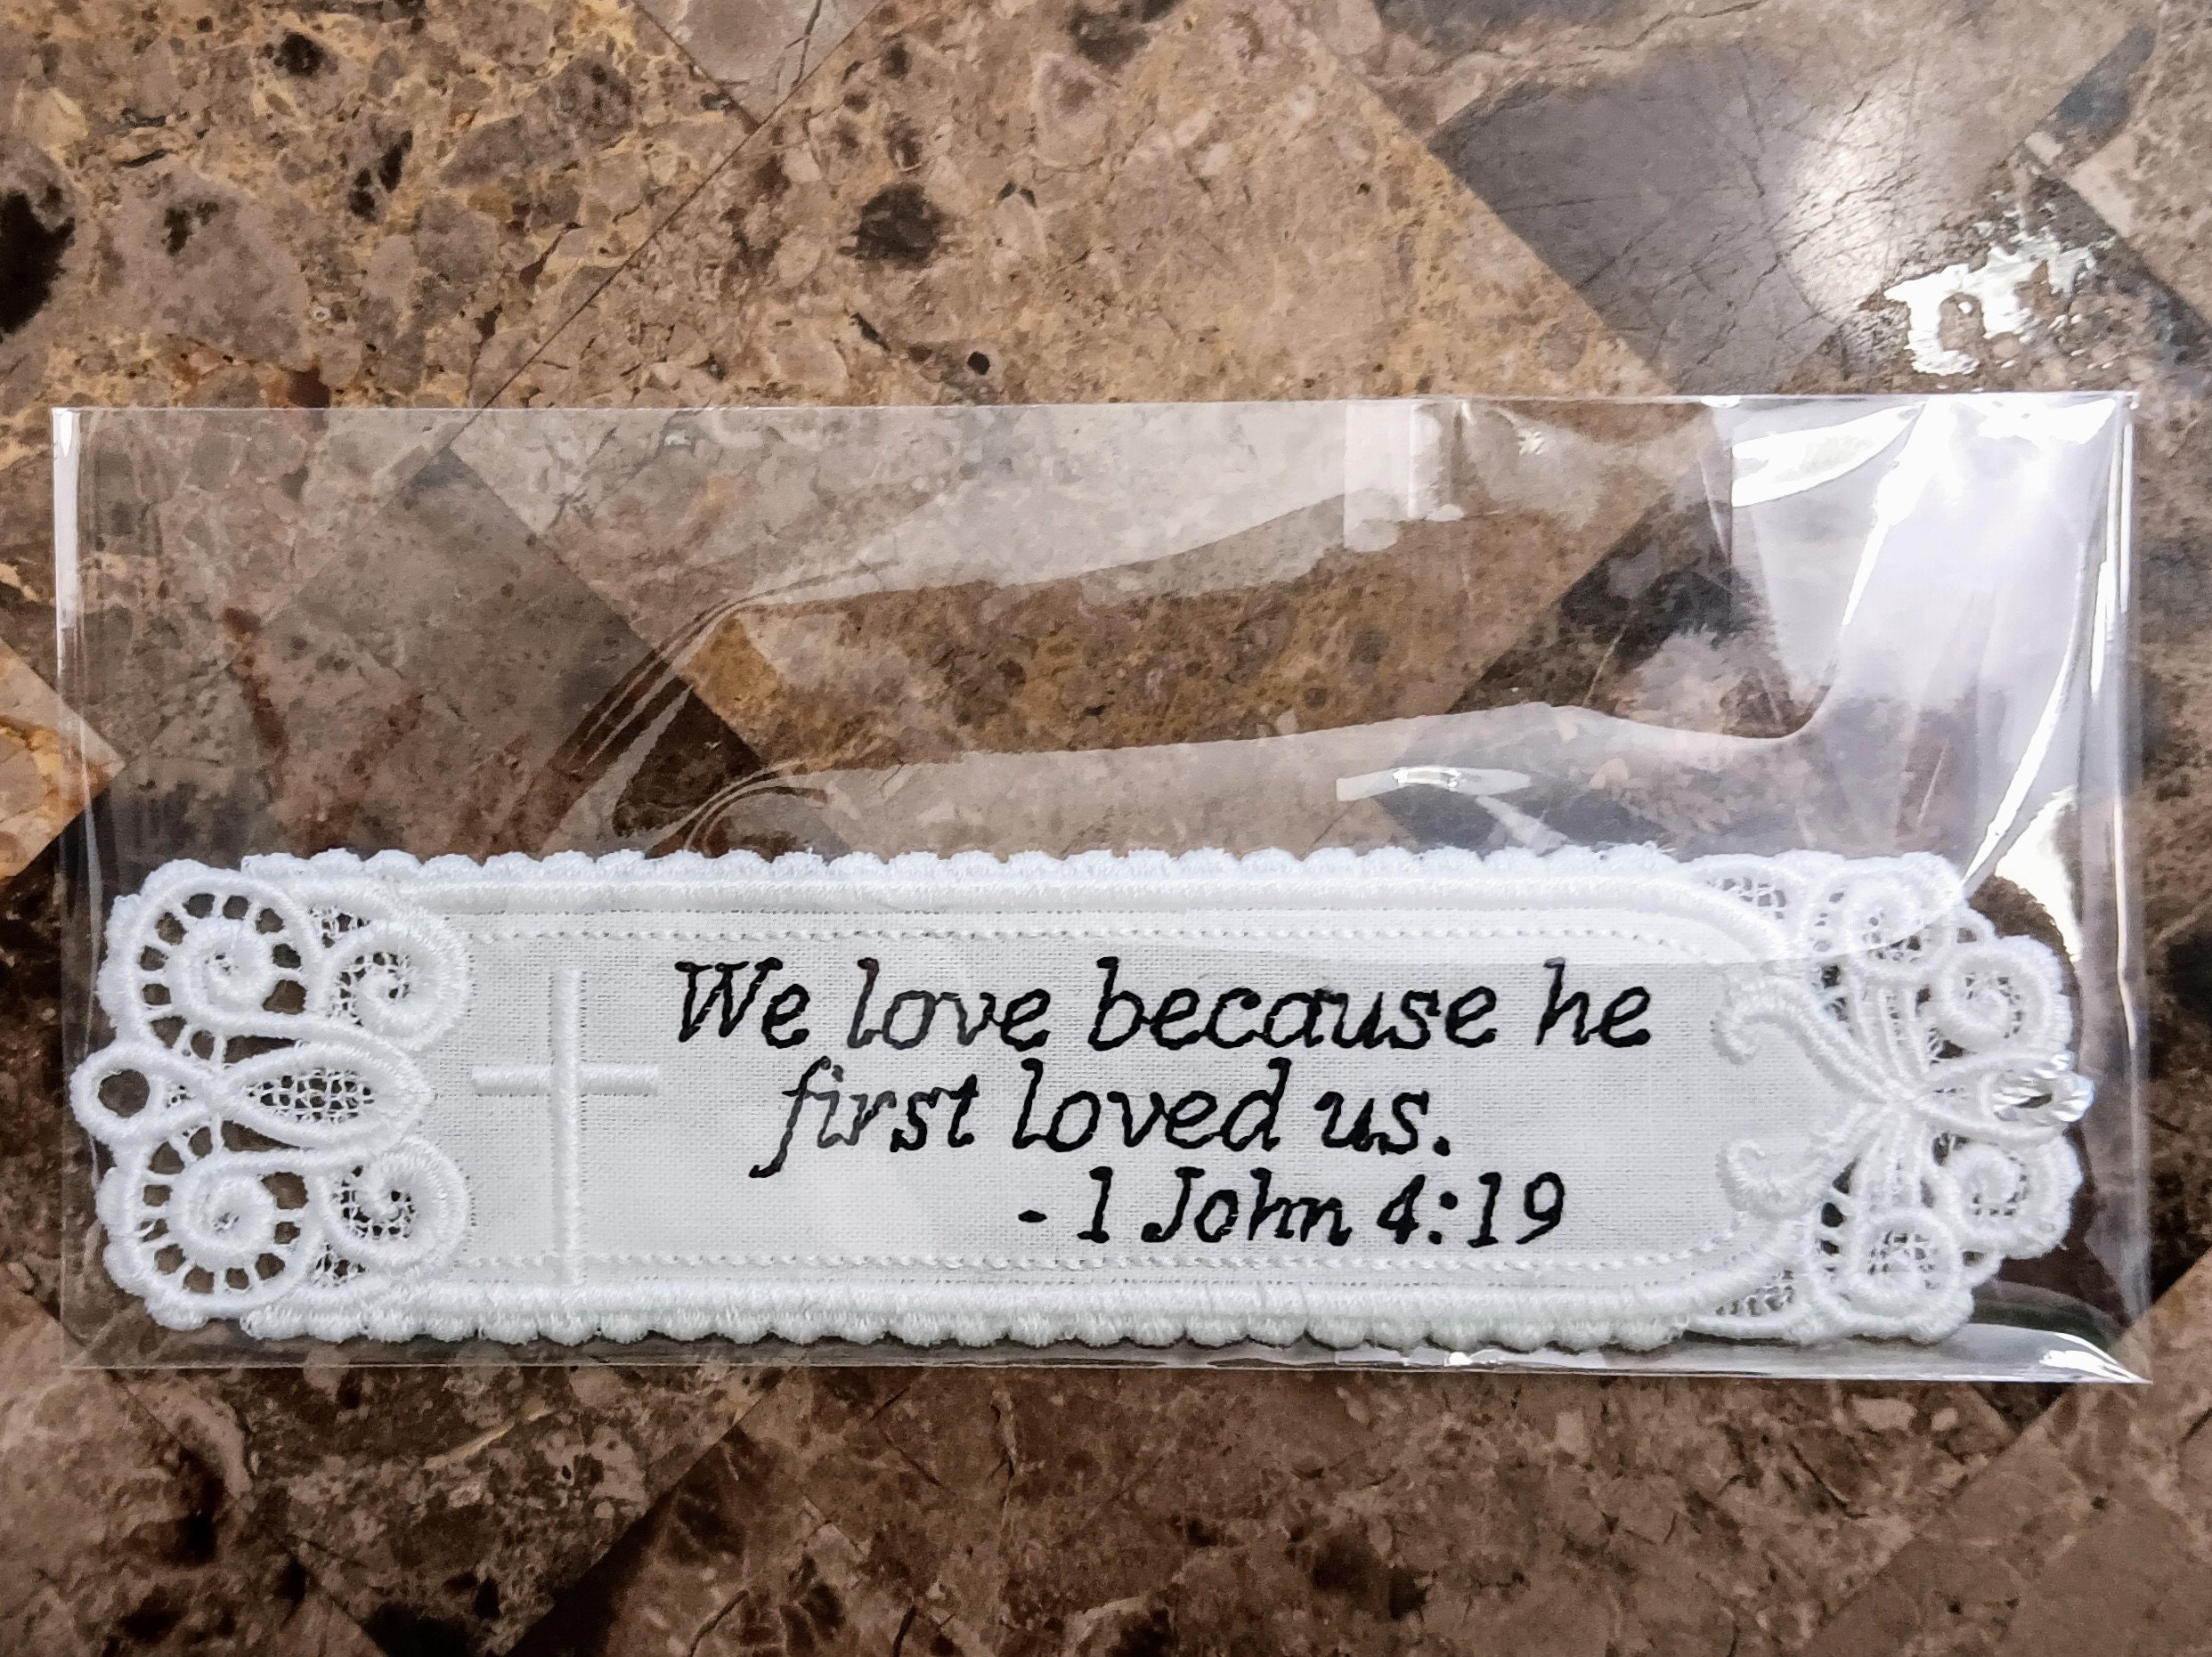 We love because he
first loved us.
- 1 John 4:19